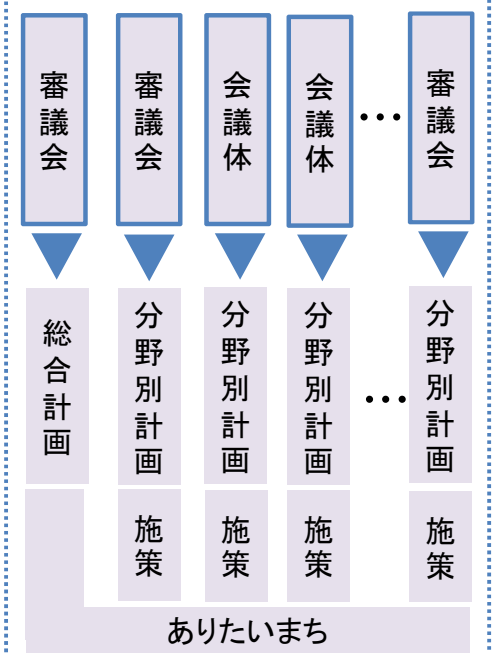 審議会
審議会
会議体
会議体
…
審議会
総合計画
分野別計画
分野別計画
分野別計画
…
分野別計画
施策
施策
施策
施策
ありたいまち